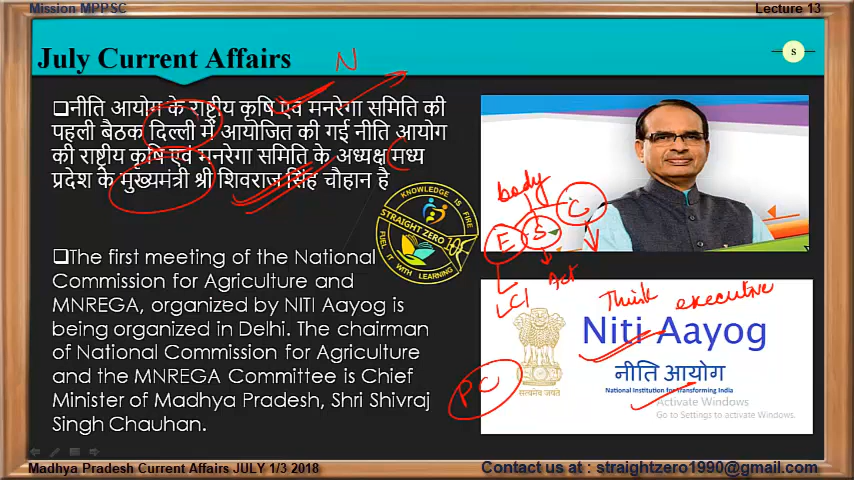 Mission MPPSC
Lecture 13
July Current Affairs
N
S
❑नीति आयोग के राष्ट्रीय कृषि एवं मनरेगा समिति की
पहली बैठक दिल्ली में आयोजित की गई नीति आयोग
की राष्ट्रीय कृषि एवं मनरेगा समिति के अध्यक्ष मध्य
प्रदेश के मुख्यमंत्री श्री शिवराज सिंह चौहान है
❑The first meeting of the National
Commission for Agriculture and
MNREGA, organized by NITI Aayog is
being organized in Delhi. The chairman
of National Commission for Agriculture
and the MNREGA Committee is Chief
Minister of Madhya Pradesh, Shri Shivraj
Singh Chauhan.
KNOWLEDGE IS FIRE
STRAIGHT ZERO
FUEL IT WITH LEARNING
body
E S C
Act
Think executive
Niti Aayog
नीति आयोग
National Institution for Transforming India
सत्यमेव जयते
PC
Activate Windows
Go to Settings to activate Windows.
Madhya Pradesh Current Affairs JULY 1/3 2018
Contact us at : straightzero1990@gmail.com